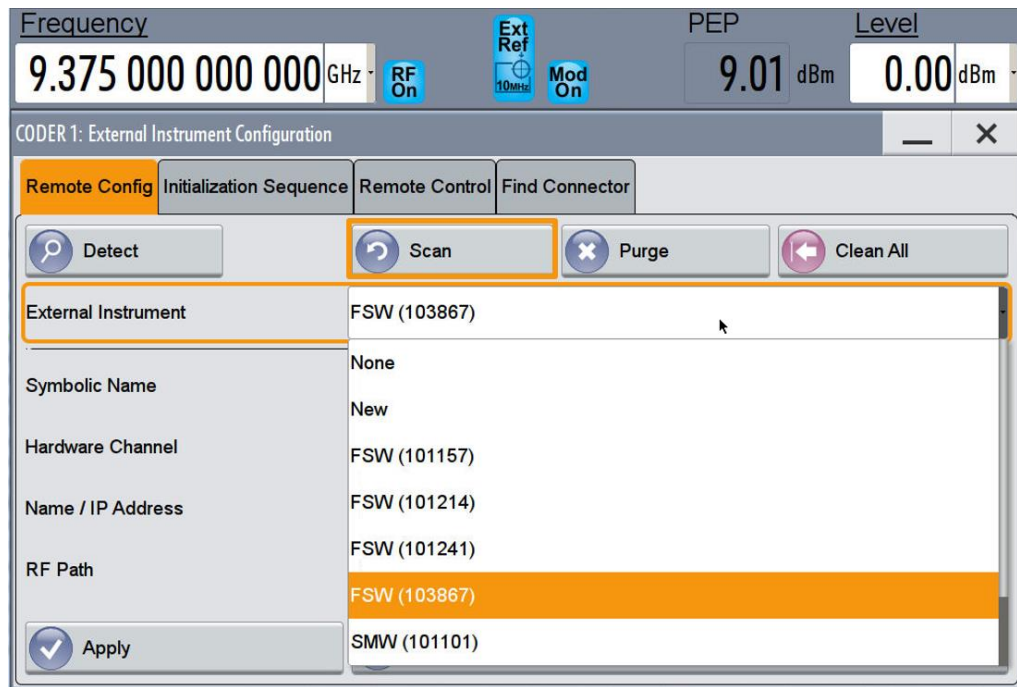 Frequency
PEP
Level
9.375 000 000 000 GHz
RF On
Ext Ref
10MHz
Mod On
9.01 dBm
0.00 dBm
CODER 1: External Instrument Configuration
Remote Config Initialization Sequence Remote Control Find Connector
Detect Scan Purge Clean All
External Instrument FSW (103867)
None
Symbolic Name
New
Hardware Channel
FSW (101157)
Name / IP Address
FSW (101214)
FSW (101241)
RF Path
FSW (103867)
Apply
SMW (101101)